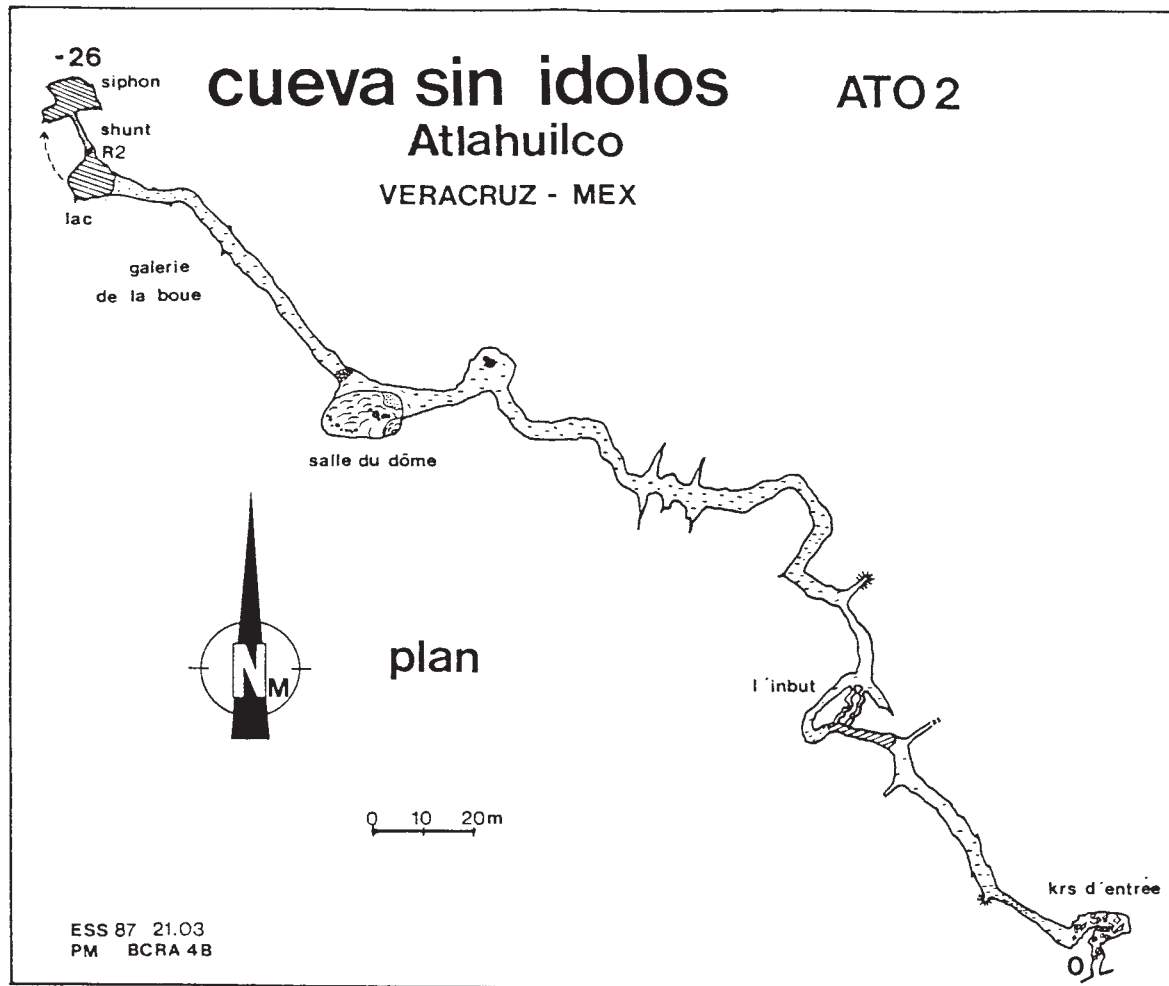 -26
siphon
cueva sin idolos
ATO 2
shunt
R2
Atlahuilco
VERACRUZ - MEX
lac
galerie
de la boue
salle du dôme
plan
N
M
l'inbut
0 10 20m
krs d'entrée
ESS 87 21.03
PM BCRA 4B
0